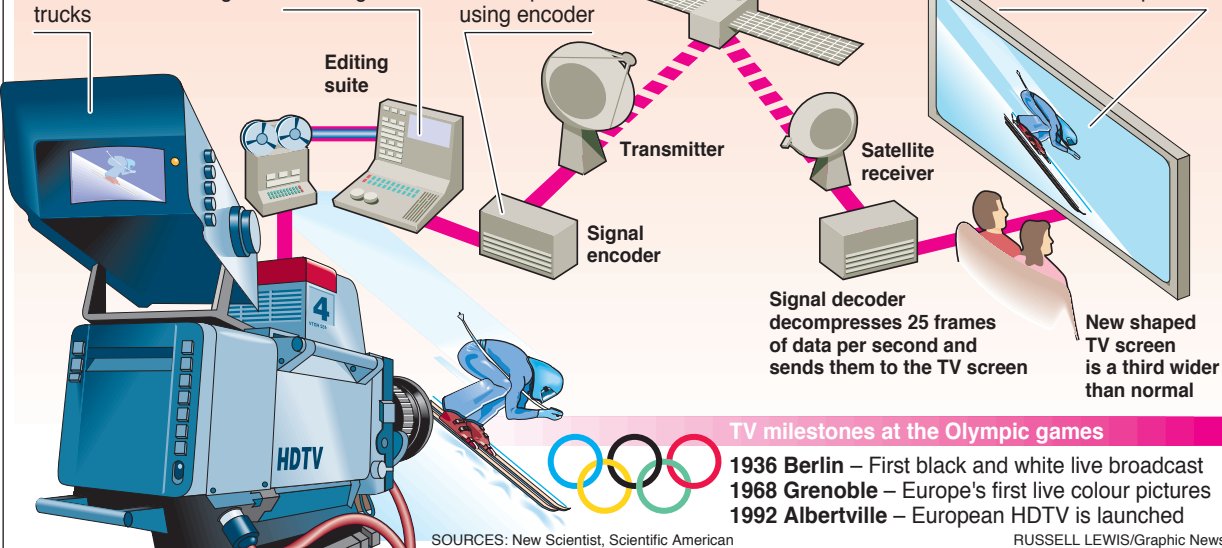 trucks
using encoder
Editing
suite
Transmitter
Satellite
receiver
Signal
encoder
Signal decoder
decompresses 25 frames
of data per second and
sends them to the TV screen
New shaped
TV screen
is a third wider
than normal
4
HDTV
TV milestones at the Olympic games
1936 Berlin – First black and white live broadcast
1968 Grenoble – Europe's first live colour pictures
1992 Albertville – European HDTV is launched
SOURCES: New Scientist, Scientific American
RUSSELL LEWIS/Graphic News